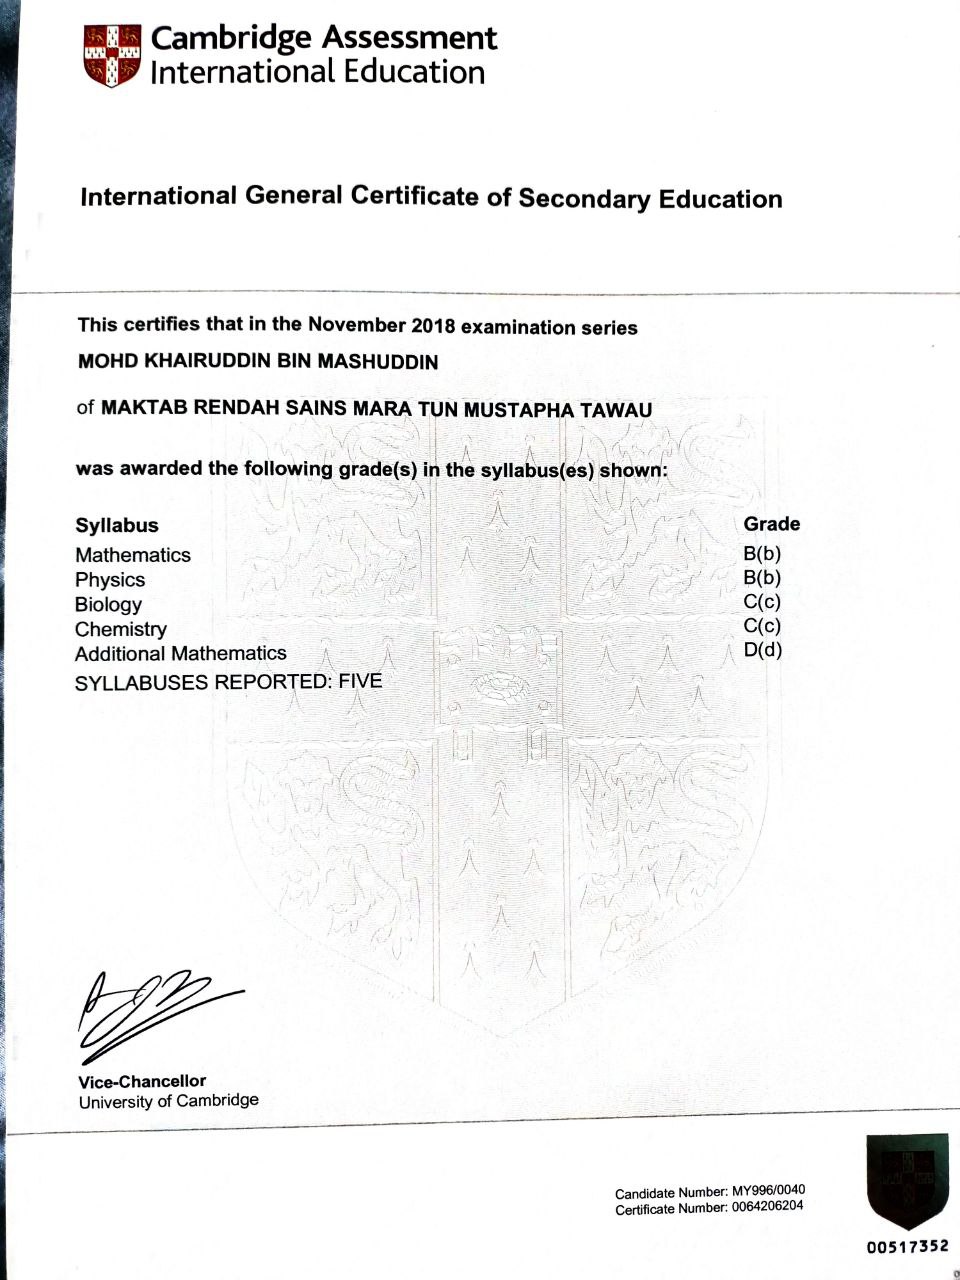 Cambridge Assessment
International Education
International General Certificate of Secondary Education
This certifies that in the November 2018 examination series
MOHD KHAIRUDDIN BIN MASHUDDIN
of MAKTAB RENDAH SAINS MARA TUN MUSTAPHA TAWAU
was awarded the following grade(s) in the syllabus(es) shown:
Syllabus Grade
Mathematics B(b)
Physics B(b)
Biology C(c)
Chemistry C(c)
Additional Mathematics D(d)
SYLLABUSES REPORTED: FIVE
Vice-Chancellor
University of Cambridge
Candidate Number: MY996/0040
Certificate Number: 0064206204
00517352